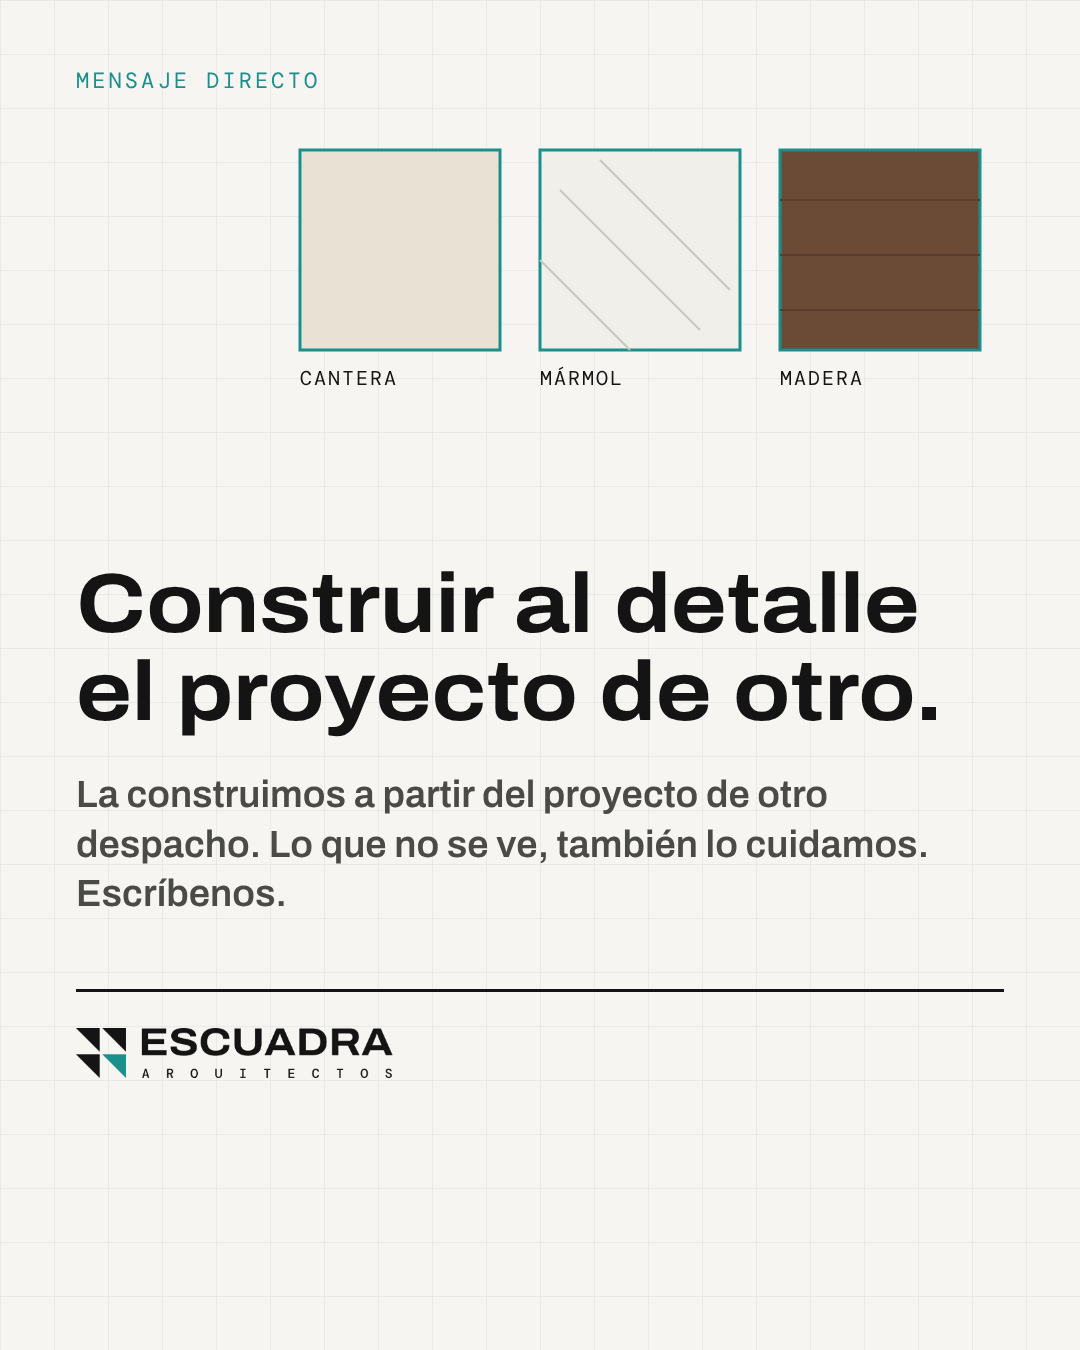 MENSAJE DIRECTO
CANTERA MÁRMOL MADERA
Construir al detalle
el proyecto de otro.
La construimos a partir del proyecto de otro
despacho. Lo que no se ve, también lo cuidamos.
Escríbenos.
ESCUADRA
ARQUITECTOS